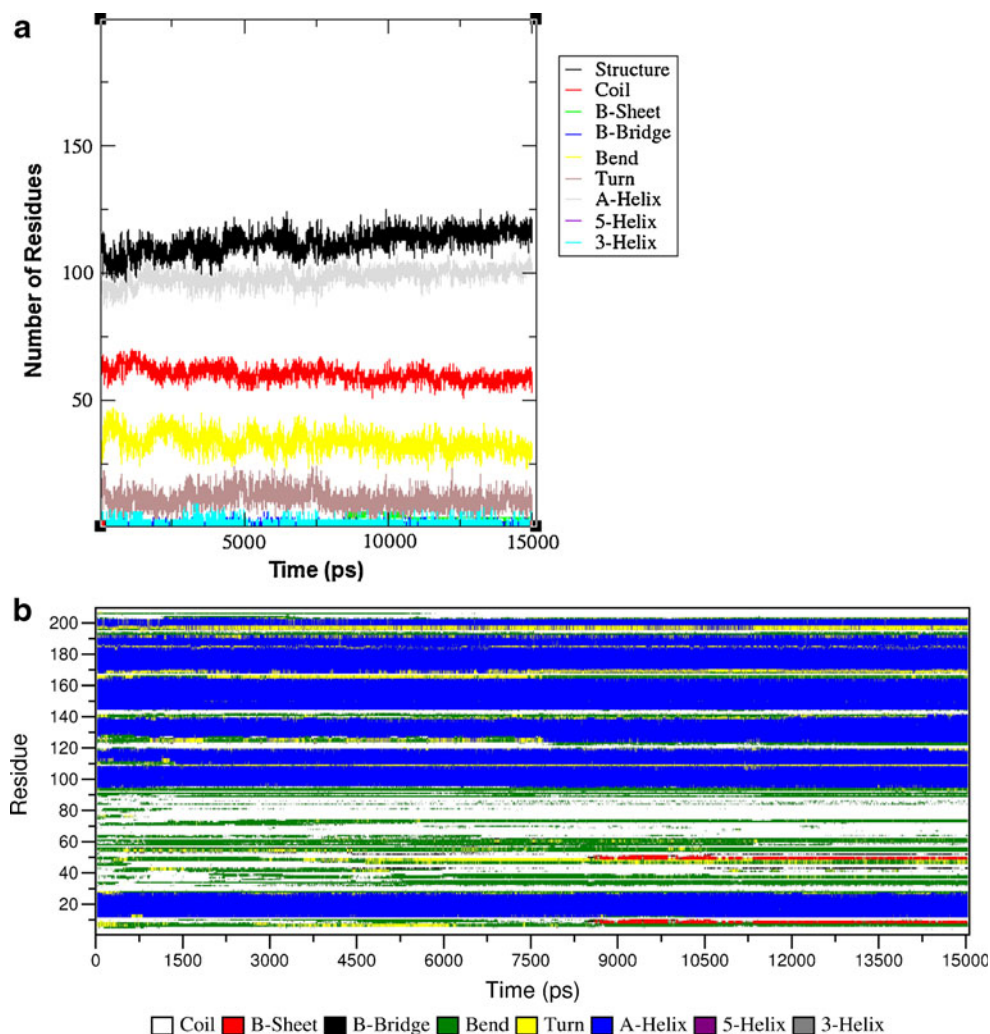 a
150
100
50
5000 10000 15000
Number of Residues
Time (ps)
Structure
Coil
B-Sheet
B-Bridge
Bend
Turn
A-Helix
5-Helix
3-Helix
b
200
180
160
140
120
100
80
60
40
20
Residue
0 1500 3000 4500 6000 7500 9000 10500 12000 13500 15000
Time (ps)
Coil B-Sheet B-Bridge Bend Turn A-Helix 5-Helix 3-Helix